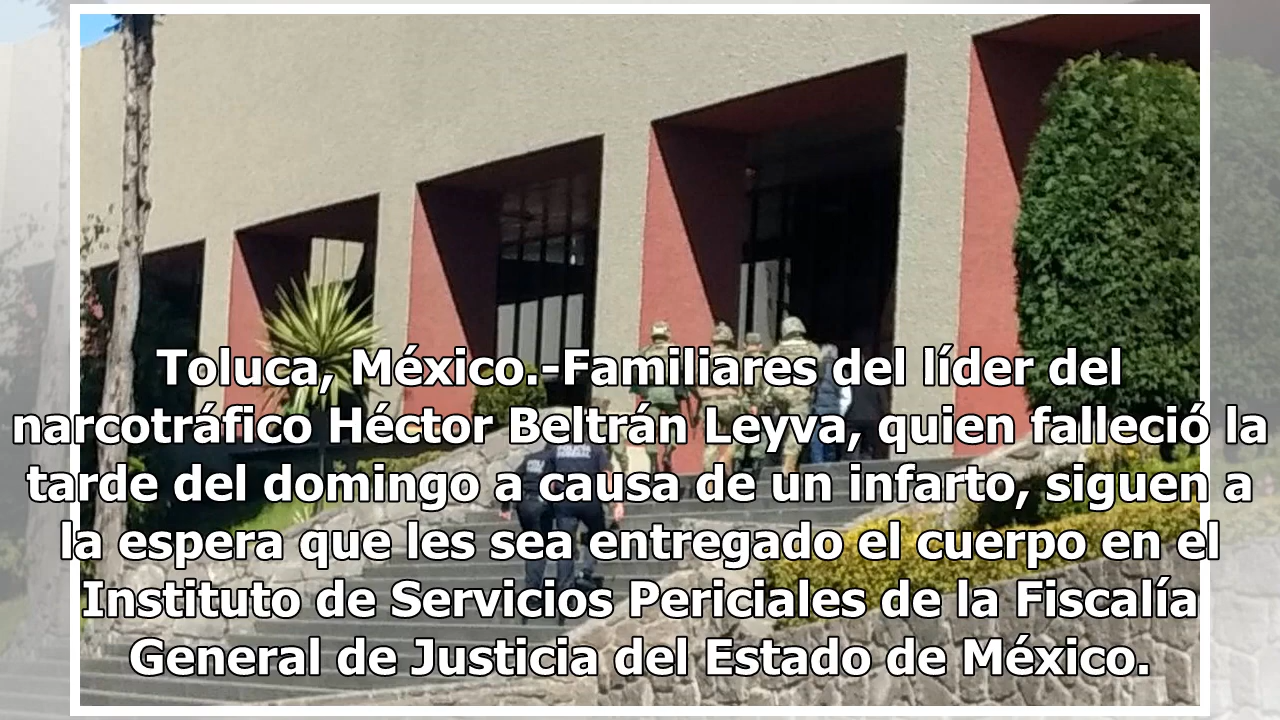 Toluca, México.-Familiares del líder del
narcotráfico Héctor Beltrán Leyva, quien falleció la
tarde del domingo a causa de un infarto, siguen a
la espera que les sea entregado el cuerpo en el
Instituto de Servicios Periciales de la Fiscalía
General de Justicia del Estado de México.
POLICÍA
FEDERAL